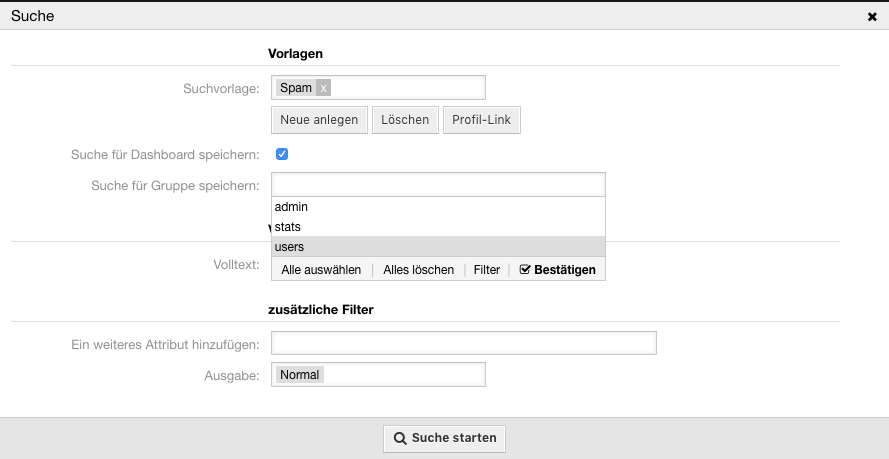 Suche
Vorlagen
Suchvorlage: Spam x
Neue anlegen Löschen Profil-Link
Suche für Dashboard speichern:
Suche für Gruppe speichern:
admin
stats
users
Volltext:
Alle auswählen | Alles löschen | Filter | Bestätigen
zusätzliche Filter
Ein weiteres Attribut hinzufügen:
Ausgabe: Normal
Suche starten